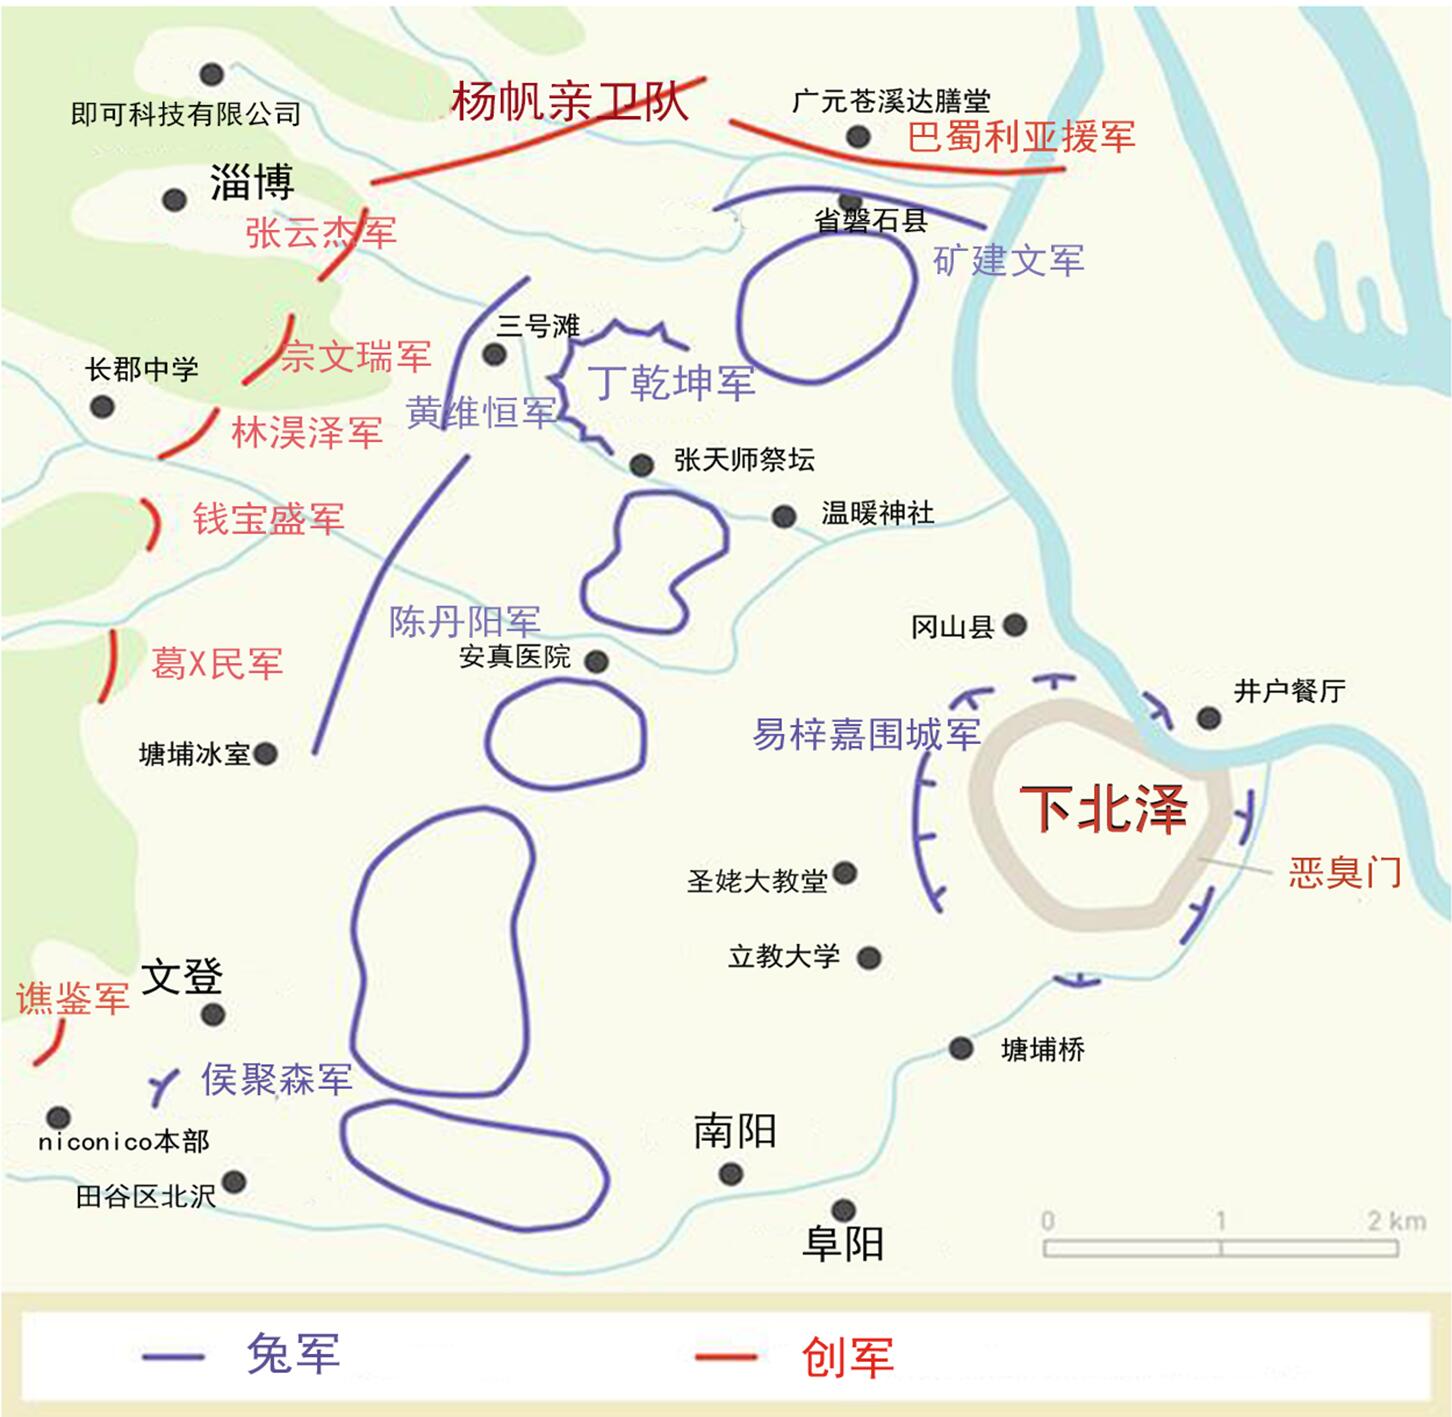 即可科技有限公司
杨帆亲卫队
广元苍溪达膳堂
巴蜀利亚援军
淄博
张云杰军
省磐石县
矿建文军
三号滩
宗文瑞军
长郡中学
丁乾坤军
黄维恒军
林淏泽军
张天师祭坛
钱宝盛军
温暖神社
陈丹阳军
冈山县
安真医院
葛X民军
井户餐厅
易梓嘉围城军
塘埔冰室
下北泽
圣姥大教堂
恶臭门
立教大学
文登
谯鉴军
塘埔桥
侯聚森军
niconico本部
南阳
田谷区北沢
阜阳
0 1 2 km
兔军
创军